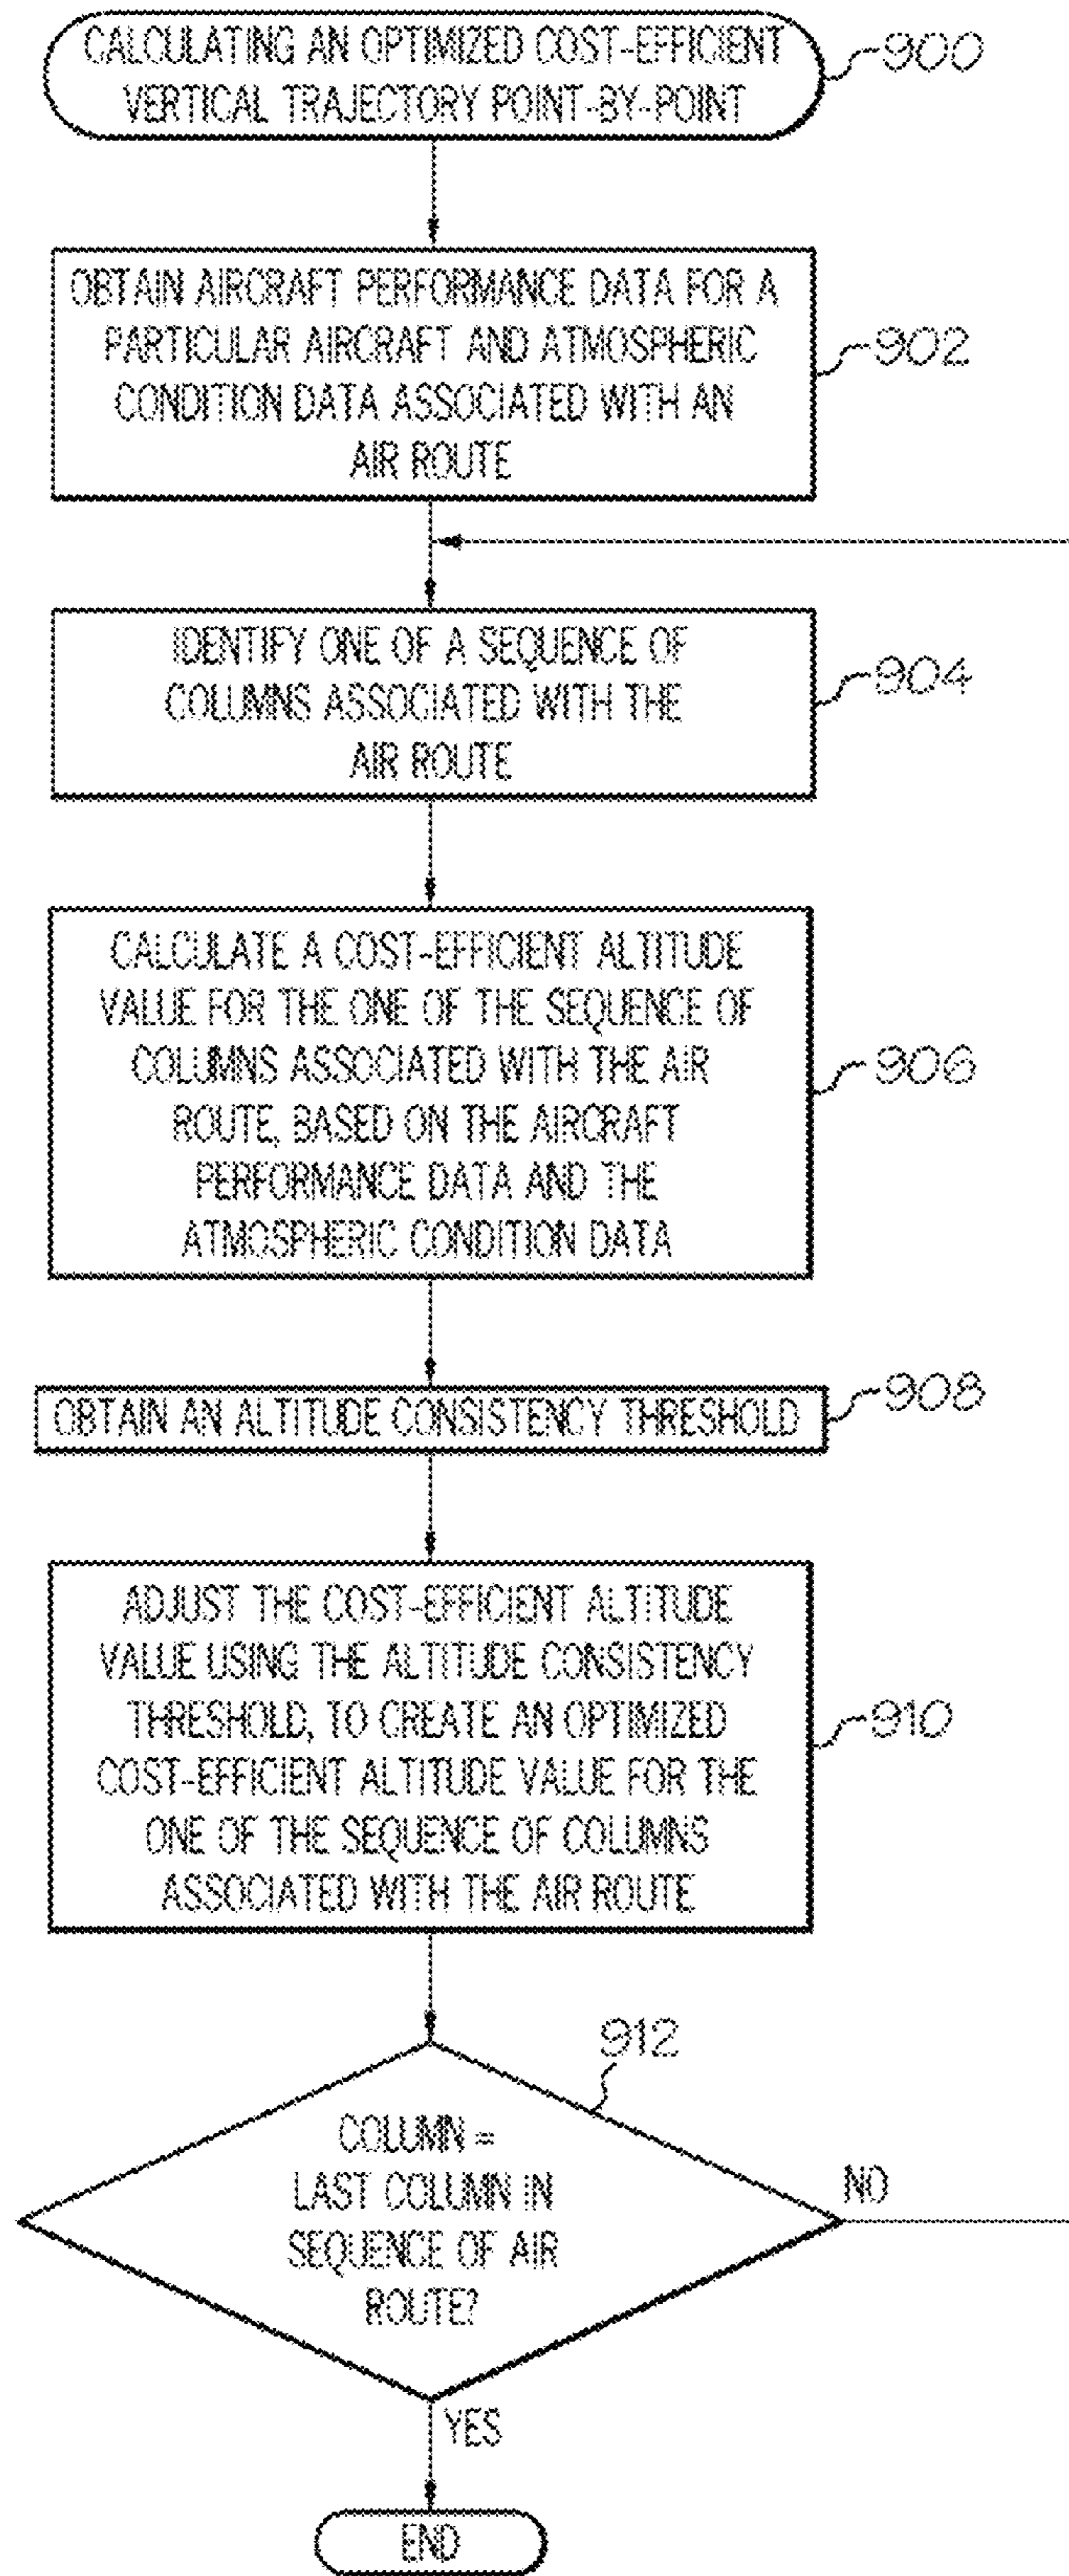 CALCULATING AN OPTIMIZED COST-EFFICIENT
VERTICAL TRAJECTORY POINT-BY-POINT
900
OBTAIN AIRCRAFT PERFORMANCE DATA FOR A
PARTICULAR AIRCRAFT AND ATMOSPHERIC
CONDITION DATA ASSOCIATED WITH AN
AIR ROUTE
902
IDENTIFY ONE OF A SEQUENCE OF
COLUMNS ASSOCIATED WITH THE
AIR ROUTE
904
CALCULATE A COST-EFFICIENT ALTITUDE
VALUE FOR THE ONE OF THE SEQUENCE OF
COLUMNS ASSOCIATED WITH THE AIR
ROUTE, BASED ON THE AIRCRAFT
PERFORMANCE DATA AND THE
ATMOSPHERIC CONDITION DATA
906
OBTAIN AN ALTITUDE CONSISTENCY THRESHOLD
908
ADJUST THE COST-EFFICIENT ALTITUDE
VALUE USING THE ALTITUDE CONSISTENCY
THRESHOLD, TO CREATE AN OPTIMIZED
COST-EFFICIENT ALTITUDE VALUE FOR THE
ONE OF THE SEQUENCE OF COLUMNS
ASSOCIATED WITH THE AIR ROUTE
910
912
COLUMN =
LAST COLUMN IN
SEQUENCE OF AIR
ROUTE?
NO
YES
END